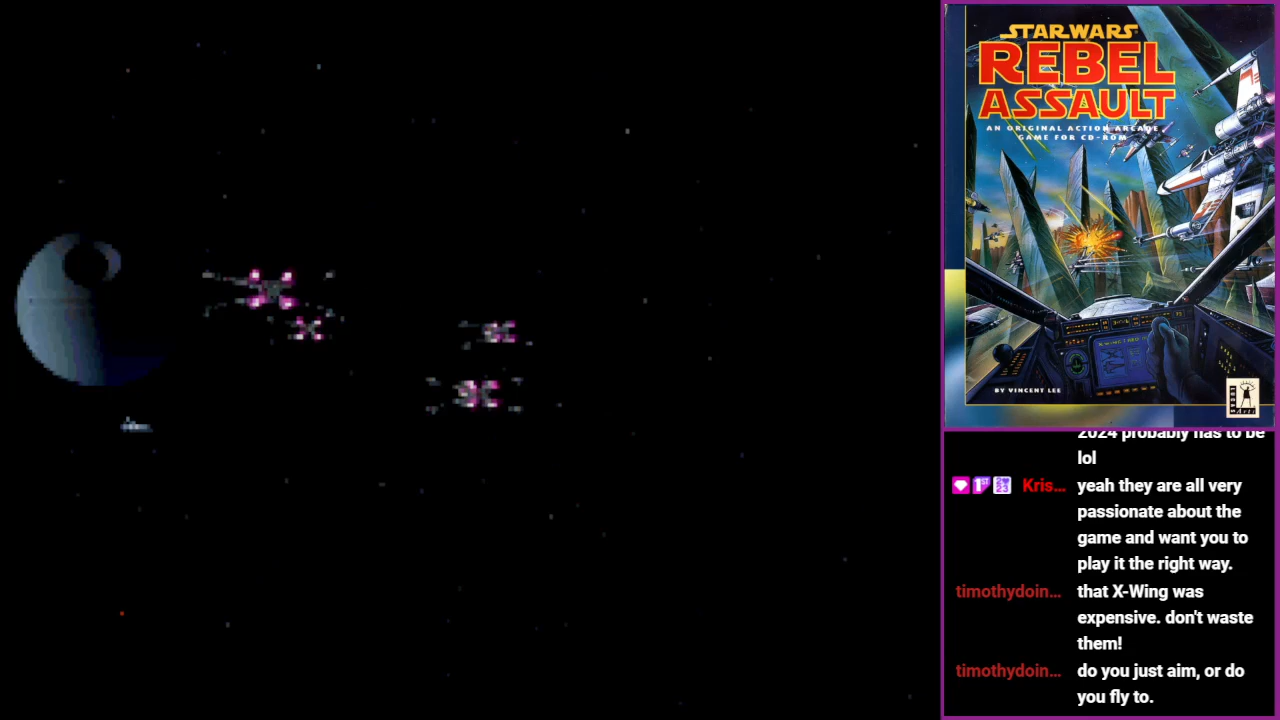 STAR WARS
REBEL
ASSAULT
AN ORIGINAL ACTION ARCADE
GAME FOR CD-ROM
BY VINCENT LEE
LUCAS
Arts
2024 probably has to be
lol
Kris… yeah they are all very
passionate about the
game and want you to
play it the right way.
timothydoin… that X-Wing was
expensive. don't waste
them!
timothydoin… do you just aim, or do
you fly to.